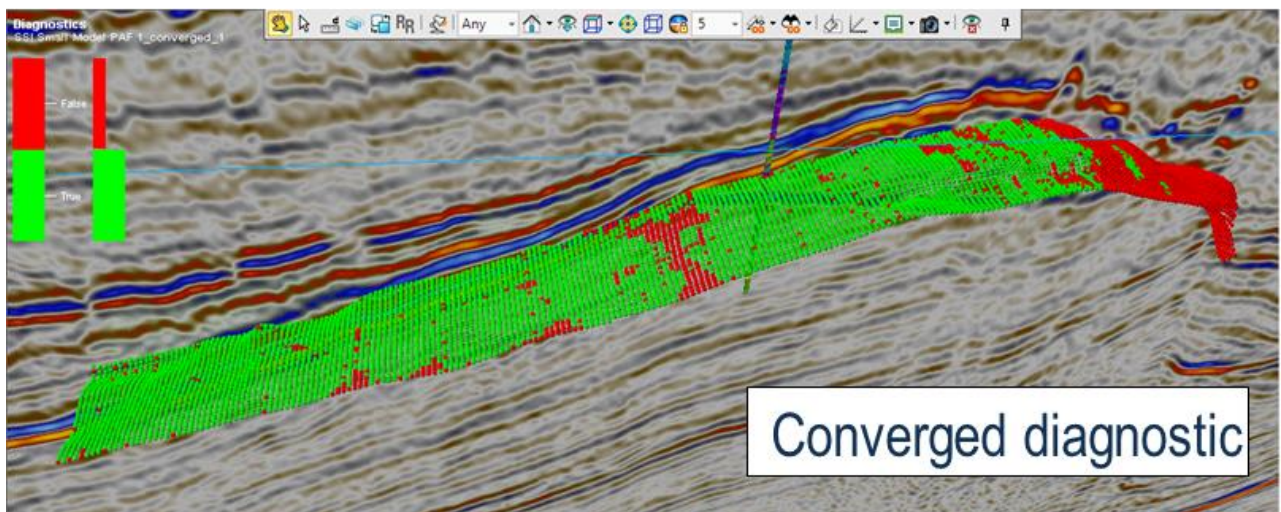 Diagnostics
SSI Small Model PAF 1_converged_1
Any
5
False
True
Converged diagnostic